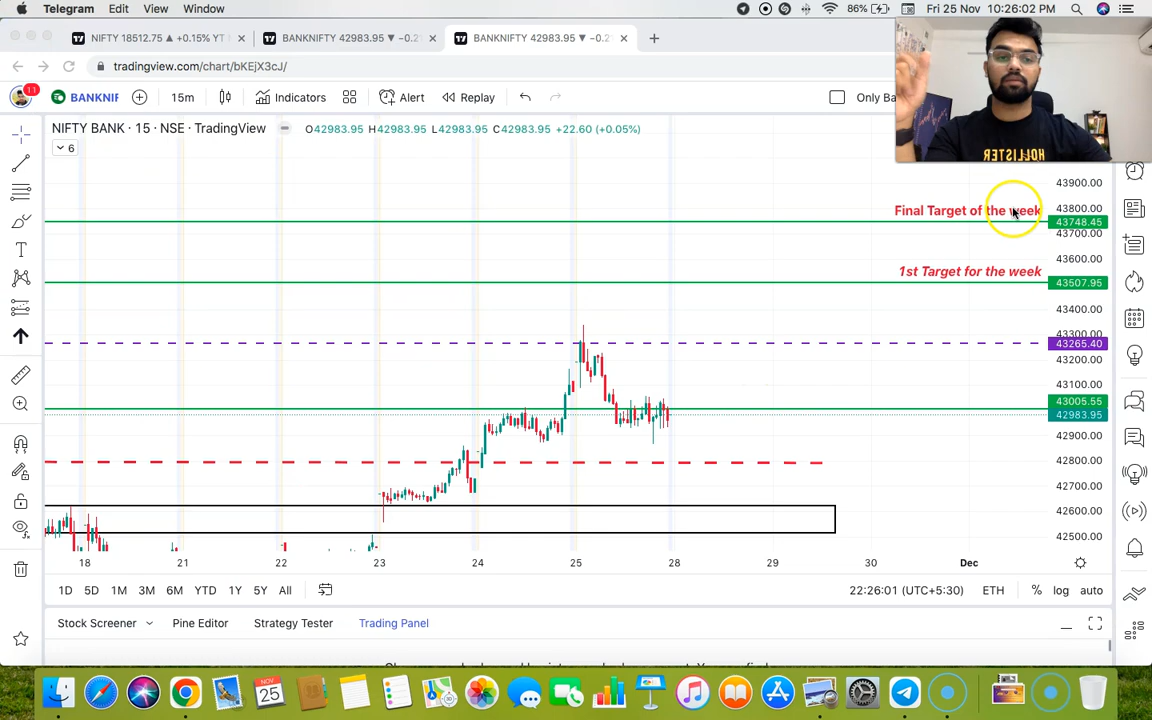 Telegram Edit View Window 86% Fri 25 Nov 10:26:02 PM
NIFTY 18512.75 ▲ +0.15% YT
BANKNIFTY 42983.95 ▼ −0.2
BANKNIFTY 42983.95 ▼ −0.2
tradingview.com/chart/bKEjX3cJ/
11 BANKNIF 15m Indicators Alert Replay Only Ba
NIFTY BANK · 15 · NSE · TradingView O42983.95 H42983.95 L42983.95 C42983.95 +22.60 (+0.05%)
6
HOLLISTER
43900.00
Final Target of the week
43800.00
43748.45
43700.00
43600.00
1st Target for the week
43507.95
43400.00
43300.00
43265.40
43200.00
43100.00
43005.55
42983.95
42900.00
42800.00
42700.00
42600.00
42500.00
18 21 22 23 24 25 28 29 30 Dec
1D 5D 1M 3M 6M YTD 1Y 5Y All 22:26:01 (UTC+5:30) ETH % log auto
Stock Screener Pine Editor Strategy Tester Trading Panel
NOV
25